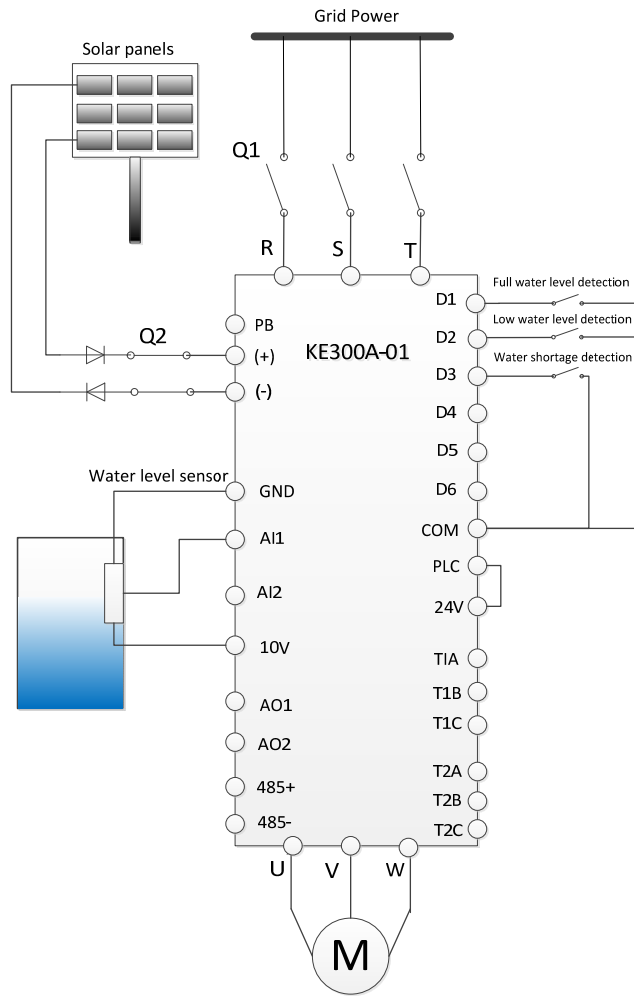 Grid Power
Solar panels
Q1
R
S
T
D1
Full water level detection
PB
Q2
(+)
KE300A-01
D2
Low water level detection
(-)
D3
Water shortage detection
D4
D5
Water level sensor
GND
D6
COM
AI1
PLC
AI2
24V
10V
TIA
T1B
AO1
T1C
AO2
T2A
485+
T2B
485-
T2C
U
V
W
M